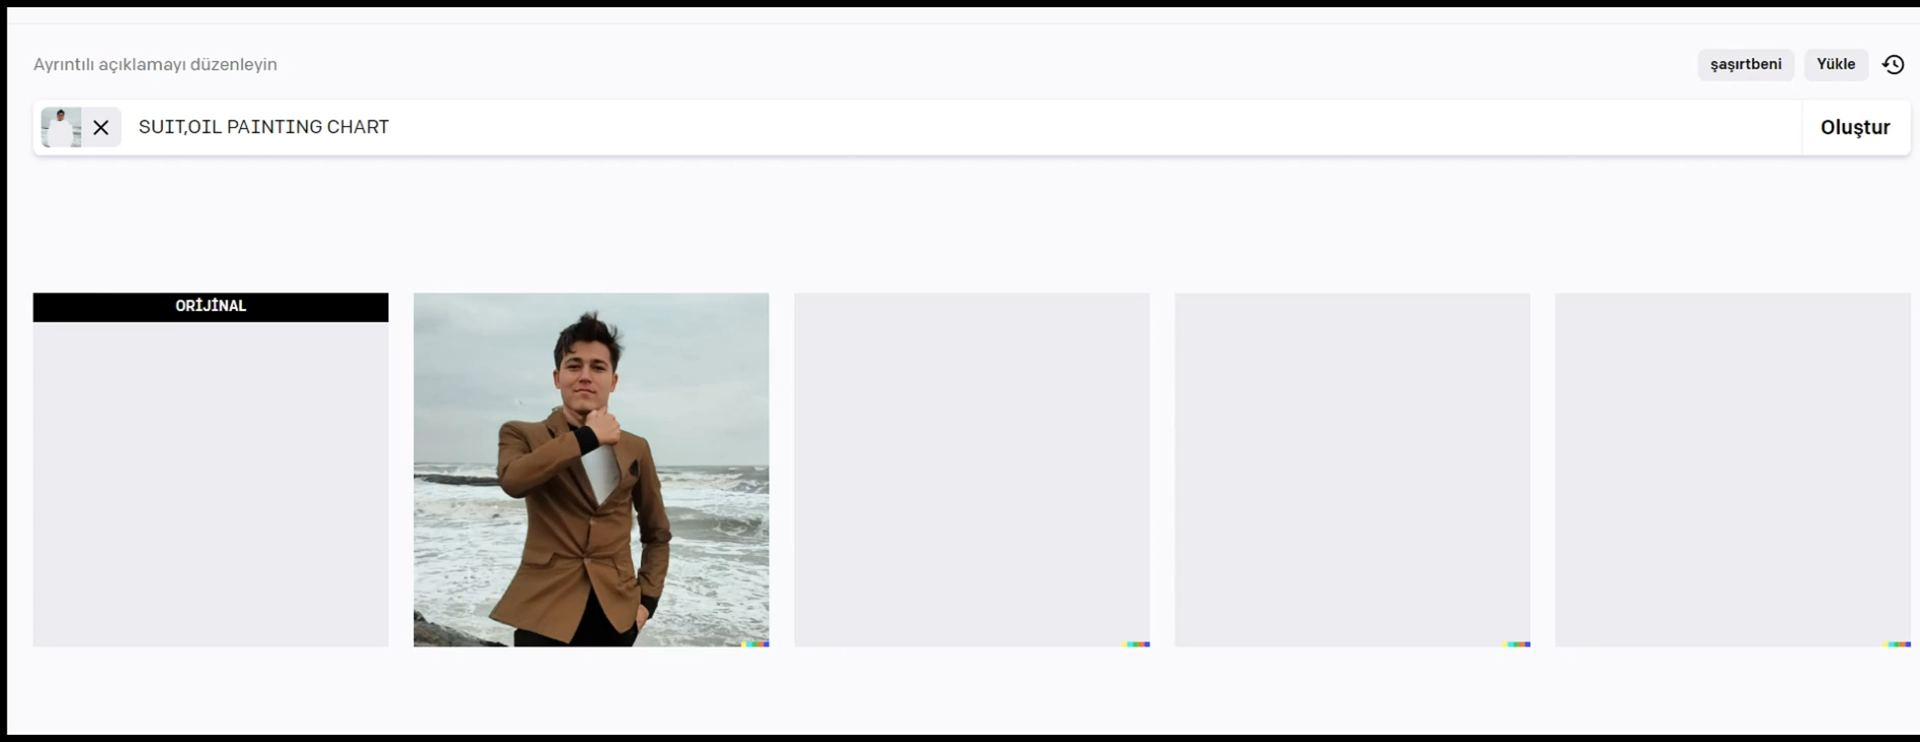 Ayrıntılı açıklamayı düzenleyin
şaşırtbeni
Yükle
SUIT,OIL PAINTING CHART
Oluştur
ORİJİNAL